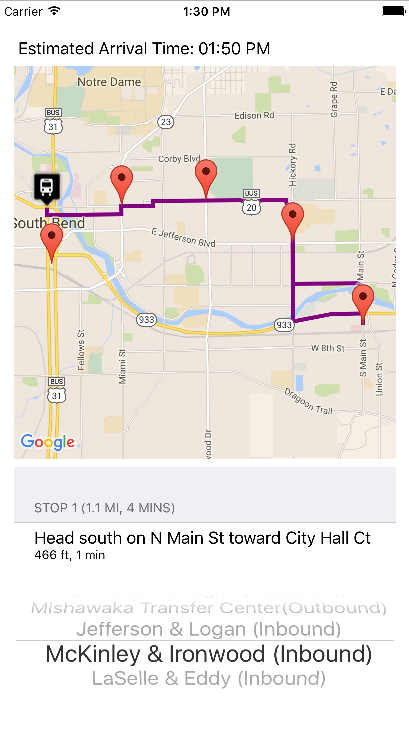 Carrier 1:30 PM
Estimated Arrival Time: 01:50 PM
Notre Dame
Grape Rd
BUS
31
23
Edison Rd
Corby Blvd
Hickory Rd
BUS
20
South Bend
E Jefferson Blvd
Main St
933
933
Fellows St
Miami St
W 8th St
S Main St
Union St
BUS
31
Dragoon Trail
Google
STOP 1 (1.1 MI, 4 MINS)
Head south on N Main St toward City Hall Ct
466 ft, 1 min
Mishawaka Transfer Center(Outbound)
Jefferson & Logan (Inbound)
McKinley & Ironwood (Inbound)
LaSelle & Eddy (Inbound)